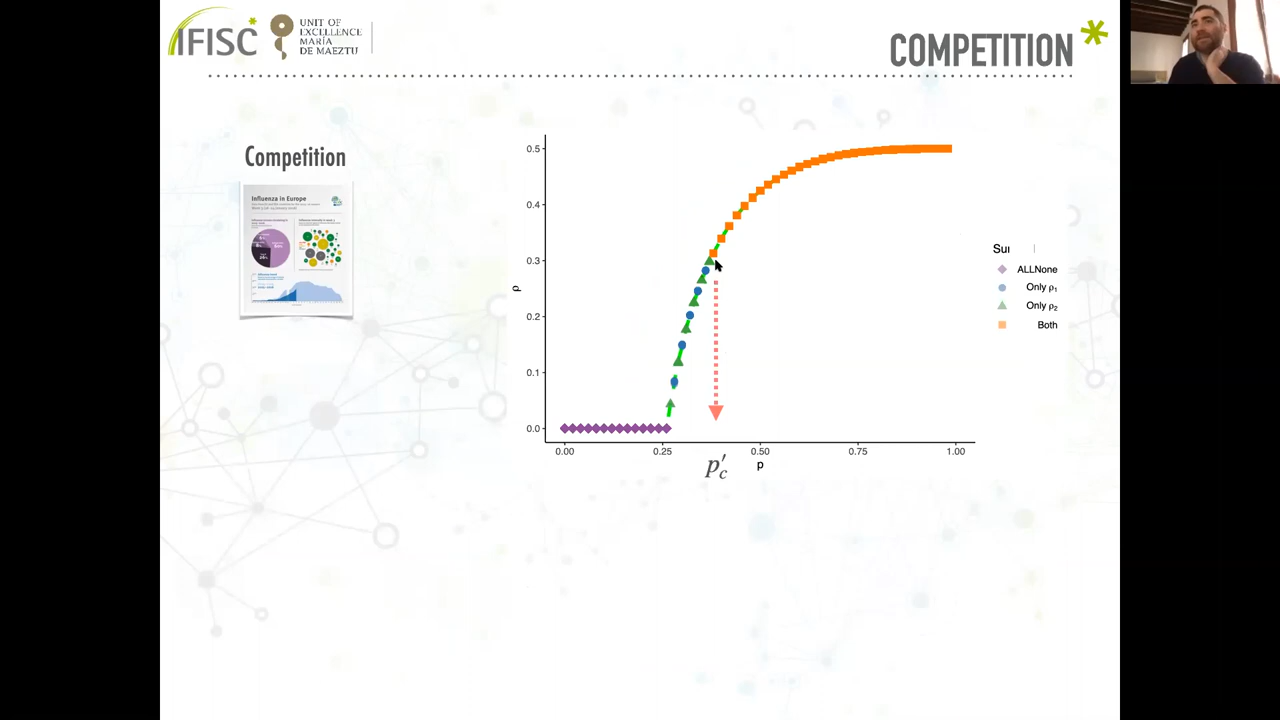 IFISC
UNIT OF
EXCELLENCE
MARÍA
DE MAEZTU
COMPETITION
Competition
Influenza in Europe
0.5
0.4
0.3
0.2
0.1
0.0
ρ
0.00
0.25
0.50
0.75
1.00
p
p′c
Sur
ALLNone
Only ρ1
Only ρ2
Both